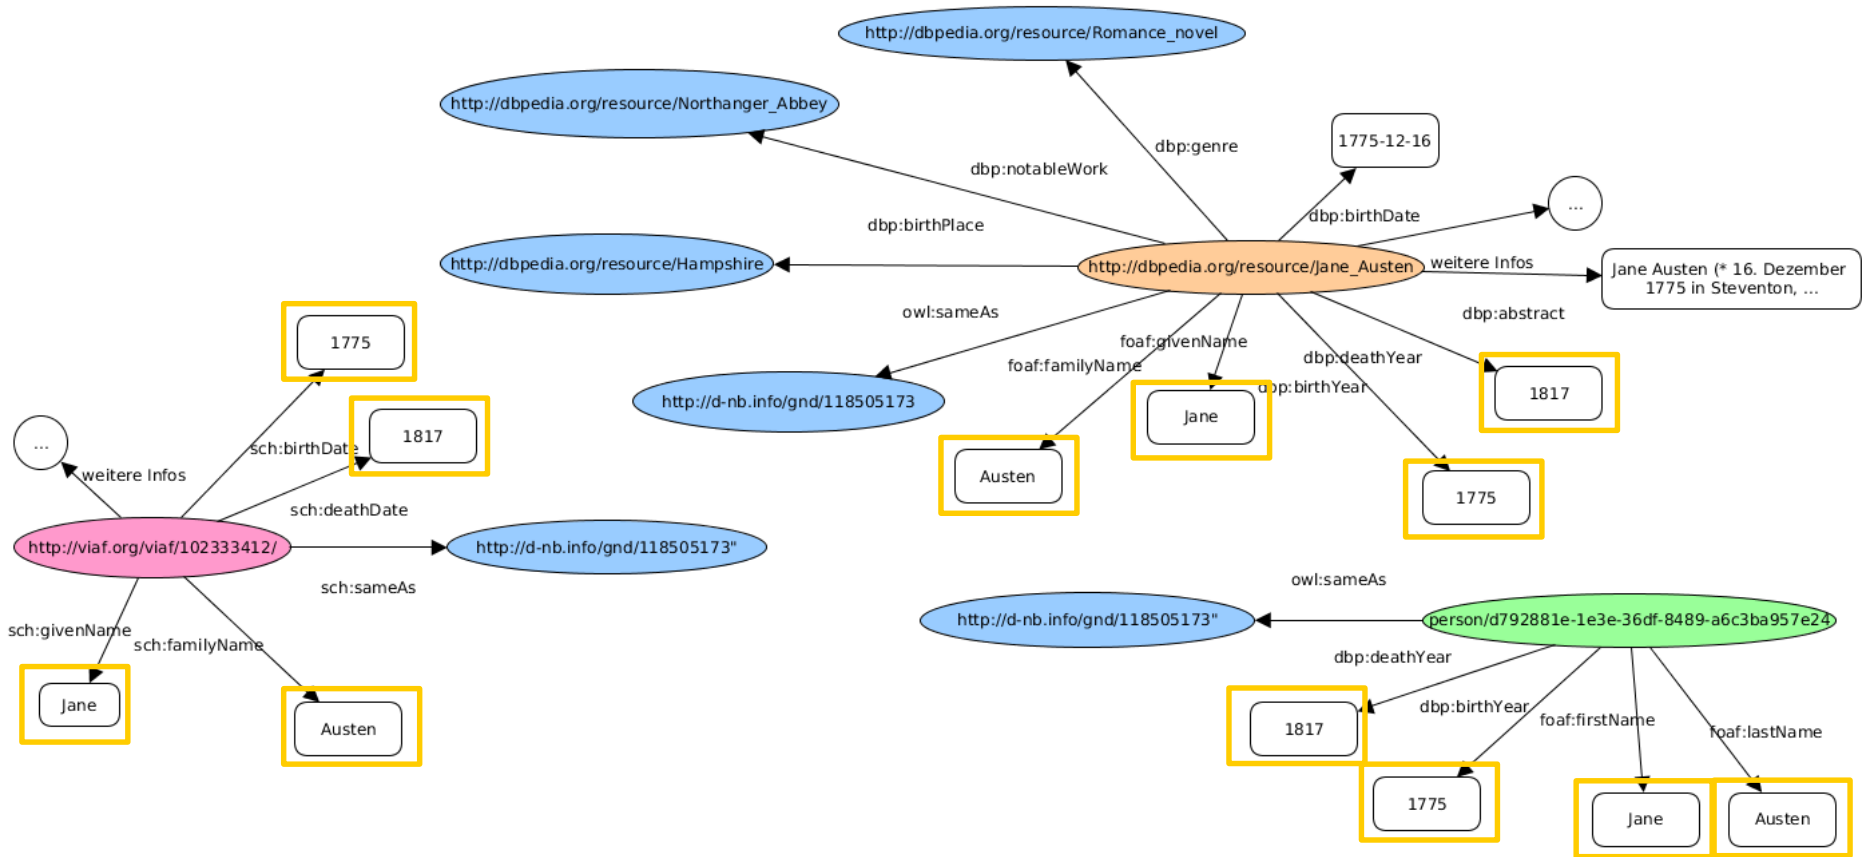 http://dbpedia.org/resource/Romance_novel
http://dbpedia.org/resource/Northanger_Abbey
dbp:genre
1775-12-16
dbp:notableWork
...
dbp:birthDate
dbp:birthPlace
http://dbpedia.org/resource/Hampshire
http://dbpedia.org/resource/Jane_Austen
weitere Infos
Jane Austen (* 16. Dezember
1775 in Steventon, ...
owl:sameAs
dbp:abstract
foaf:givenName
foaf:familyName
dbp:deathYear
dbp:birthYear
http://d-nb.info/gnd/118505173
Jane
1817
Austen
1775
1775
1817
...
sch:birthDate
weitere Infos
sch:deathDate
http://viaf.org/viaf/102333412/
http://d-nb.info/gnd/118505173"
sch:sameAs
sch:givenName
sch:familyName
Jane
Austen
owl:sameAs
http://d-nb.info/gnd/118505173"
person/d792881e-1e3e-36df-8489-a6c3ba957e24
dbp:deathYear
dbp:birthYear
foaf:firstName
foaf:lastName
1817
1775
Jane
Austen